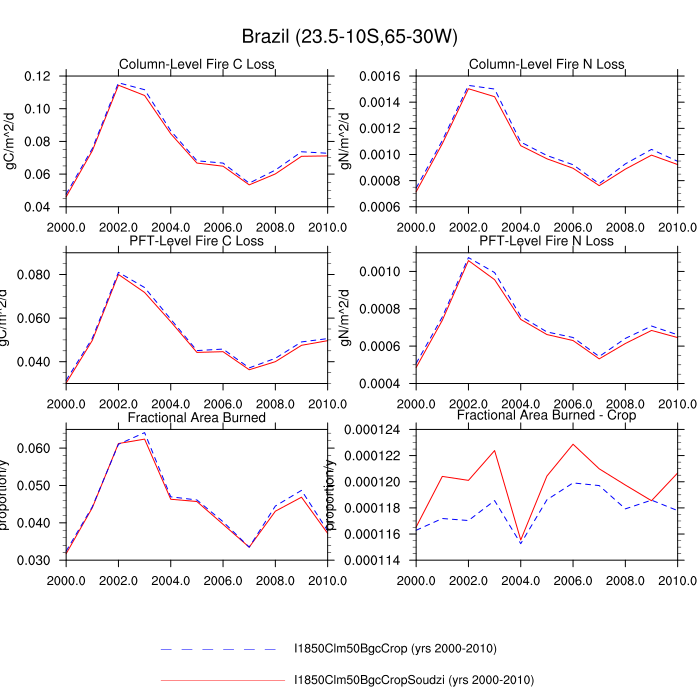 Brazil (23.5-10S,65-30W)
Column-Level Fire C Loss
gC/m^2/d
0.12
0.10
0.08
0.06
0.04
2000.0 2002.0 2004.0 2006.0 2008.0 2010.0
Column-Level Fire N Loss
gN/m^2/d
0.0016
0.0014
0.0012
0.0010
0.0008
0.0006
2000.0 2002.0 2004.0 2006.0 2008.0 2010.0
PFT-Level Fire C Loss
gC/m^2/d
0.080
0.060
0.040
2000.0 2002.0 2004.0 2006.0 2008.0 2010.0
PFT-Level Fire N Loss
gN/m^2/d
0.0010
0.0008
0.0006
0.0004
2000.0 2002.0 2004.0 2006.0 2008.0 2010.0
Fractional Area Burned
proportion/y
0.060
0.050
0.040
0.030
2000.0 2002.0 2004.0 2006.0 2008.0 2010.0
Fractional Area Burned - Crop
proportion/y
0.000124
0.000122
0.000120
0.000118
0.000116
0.000114
2000.0 2002.0 2004.0 2006.0 2008.0 2010.0
I1850Clm50BgcCrop (yrs 2000-2010)
I1850Clm50BgcCropSoudzi (yrs 2000-2010)